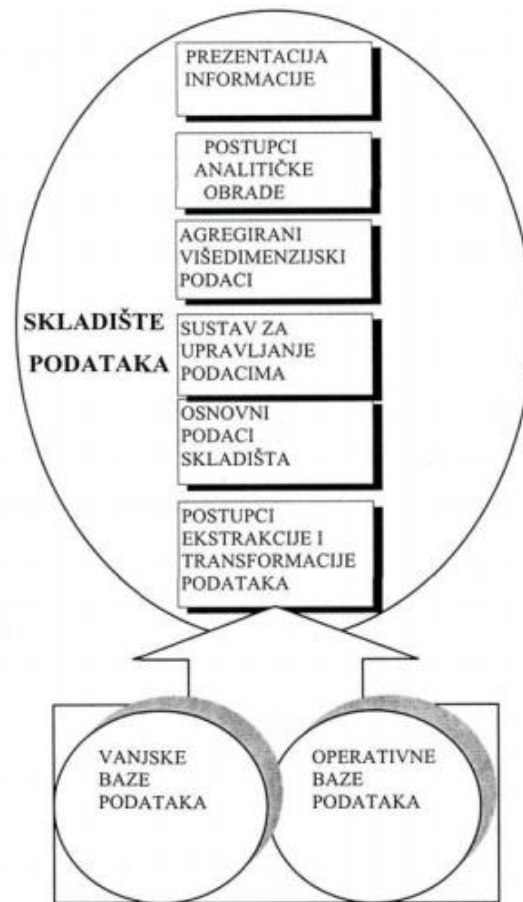 PREZENTACIJA
INFORMACIJE
POSTUPCI
ANALITIČKE
OBRADE
AGREGIRANI
VIŠEDIMENZIJSKI
PODACI
SKLADIŠTE
PODATAKA
SUSTAV ZA
UPRAVLJANJE
PODACIMA
OSNOVNI
PODACI
SKLADIŠTA
POSTUPCI
EKSTRAKCIJE I
TRANSFORMACIJE
PODATAKA
VANJSKE
BAZE
PODATAKA
OPERATIVNE
BAZE
PODATAKA